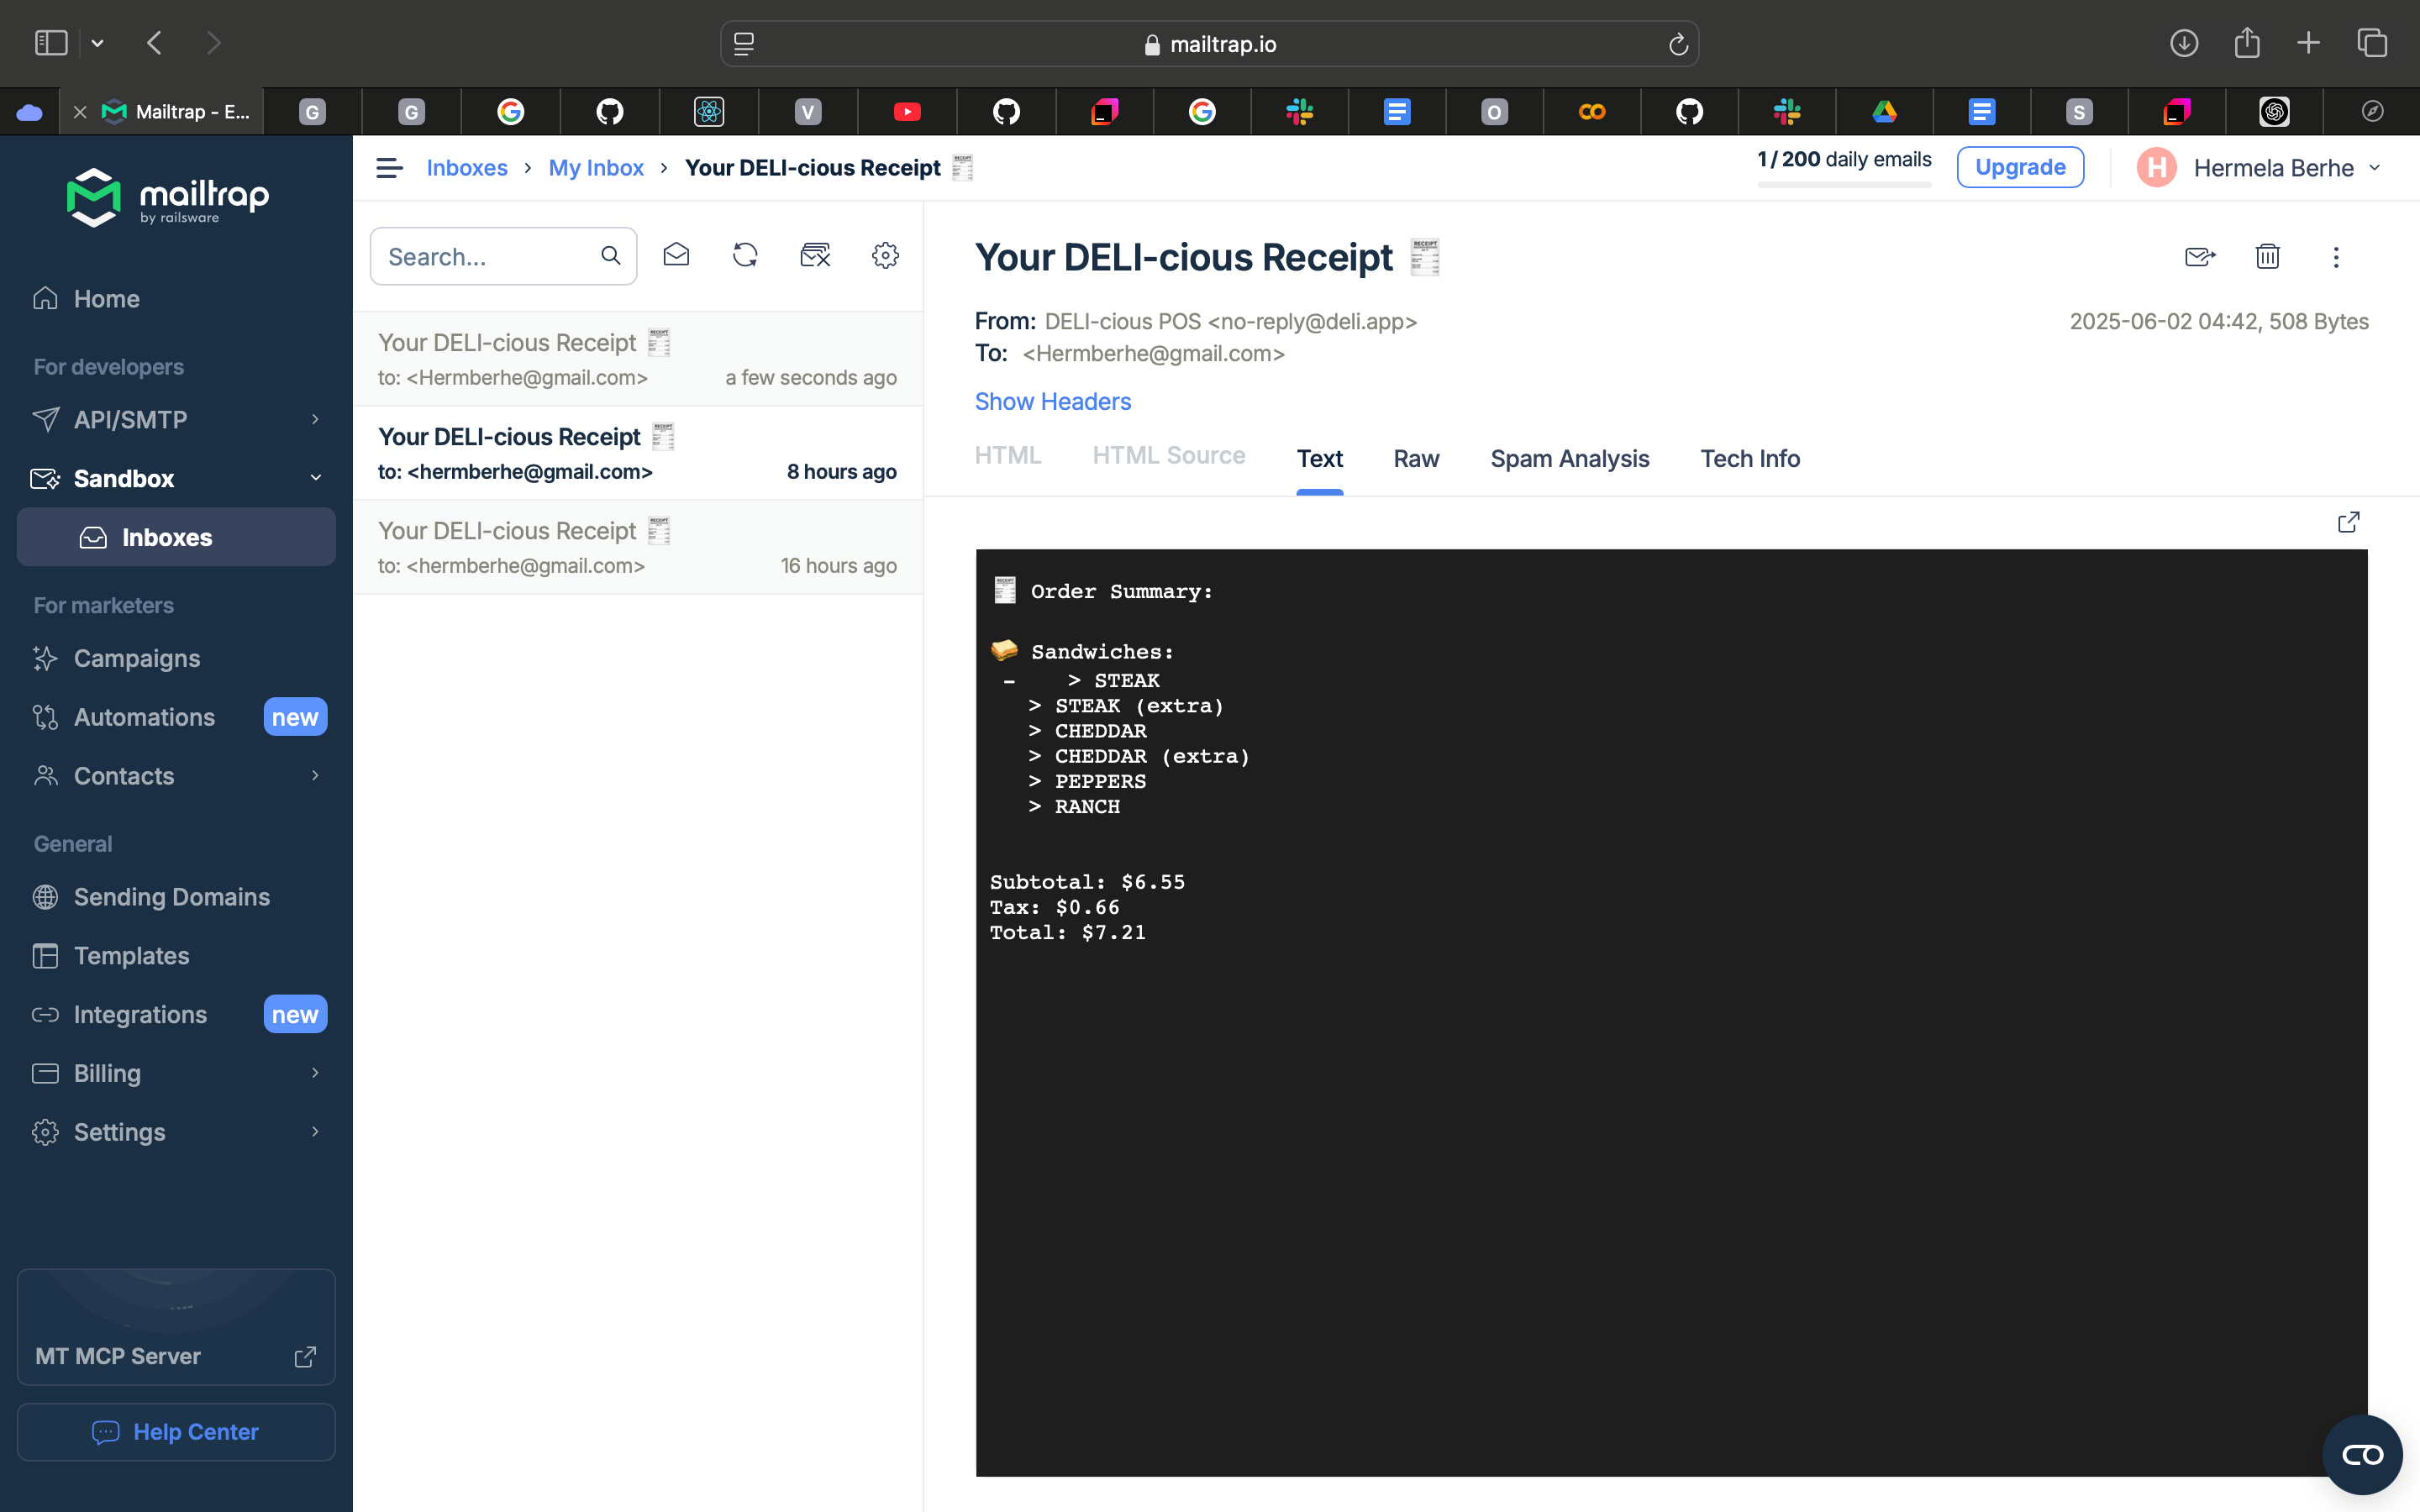 mailtrap.io
Mailtrap - E...
G
G
V
O
S
mailtrap
by railsware
Home
For developers
API/SMTP
Sandbox
Inboxes
For marketers
Campaigns
Automations new
Contacts
General
Sending Domains
Templates
Integrations new
Billing
Settings
MT MCP Server
Help Center
Inboxes › My Inbox › Your DELI-cious Receipt 🧾
1 / 200 daily emails
Upgrade
H Hermela Berhe
Search...
Your DELI-cious Receipt 🧾
to: <Hermberhe@gmail.com> a few seconds ago
Your DELI-cious Receipt 🧾
to: <hermberhe@gmail.com> 8 hours ago
Your DELI-cious Receipt 🧾
to: <hermberhe@gmail.com> 16 hours ago
Your DELI-cious Receipt 🧾
From: DELI-cious POS <no-reply@deli.app>
2025-06-02 04:42, 508 Bytes
To: <Hermberhe@gmail.com>
Show Headers
HTML HTML Source Text Raw Spam Analysis Tech Info
🧾 Order Summary:
🥪 Sandwiches:
- > STEAK
> STEAK (extra)
> CHEDDAR
> CHEDDAR (extra)
> PEPPERS
> RANCH
Subtotal: $6.55
Tax: $0.66
Total: $7.21